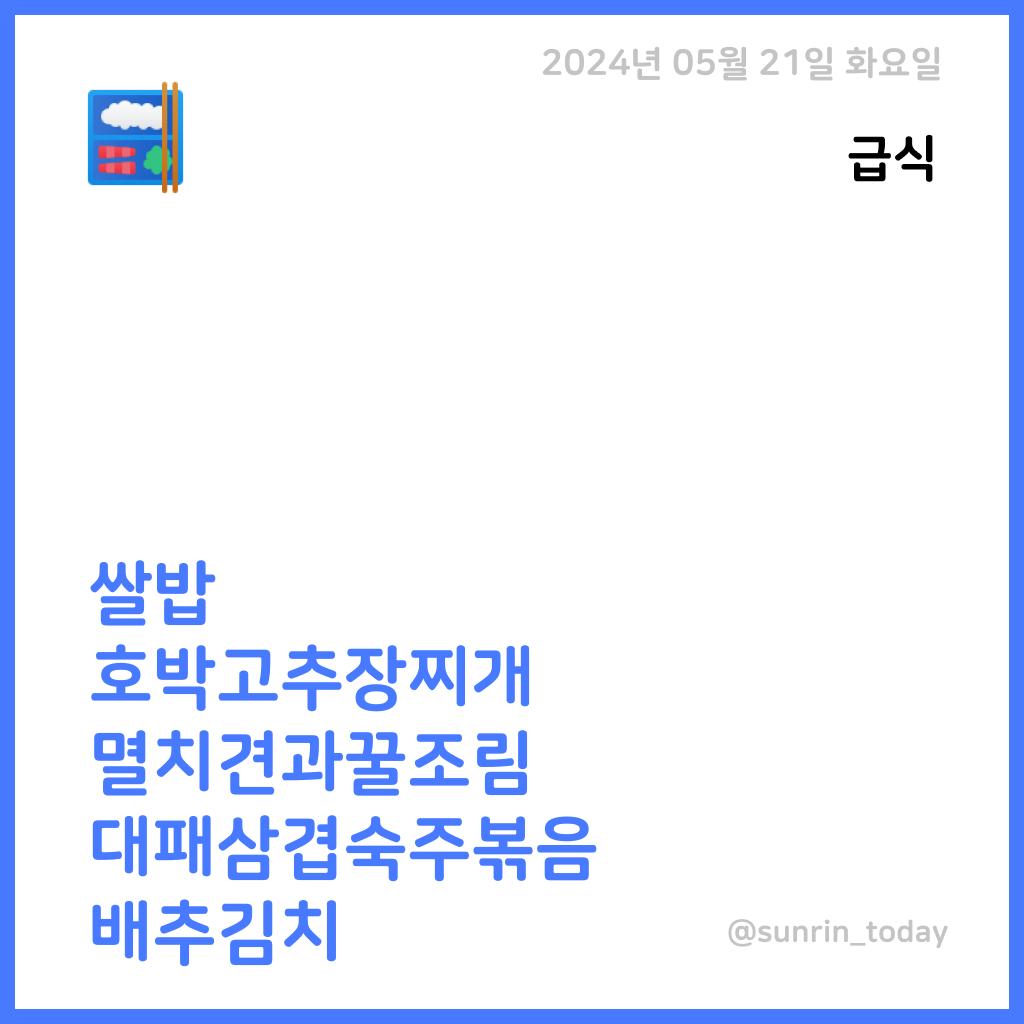 2024년 05월 21일 화요일
급식
쌀밥
호박고추장찌개
멸치견과꿀조림
대패삼겹숙주볶음
배추김치
@sunrin_today